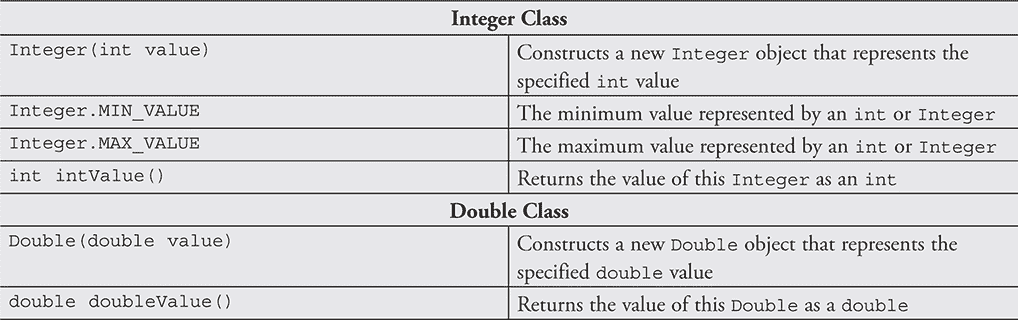 Integer Class
Integer(int value)
Constructs a new Integer object that represents the
specified int value
Integer.MIN_VALUE
The minimum value represented by an int or Integer
Integer.MAX_VALUE
The maximum value represented by an int or Integer
int intValue()
Returns the value of this Integer as an int
Double Class
Double(double value)
Constructs a new Double object that represents the
specified double value
double doubleValue()
Returns the value of this Double as a double